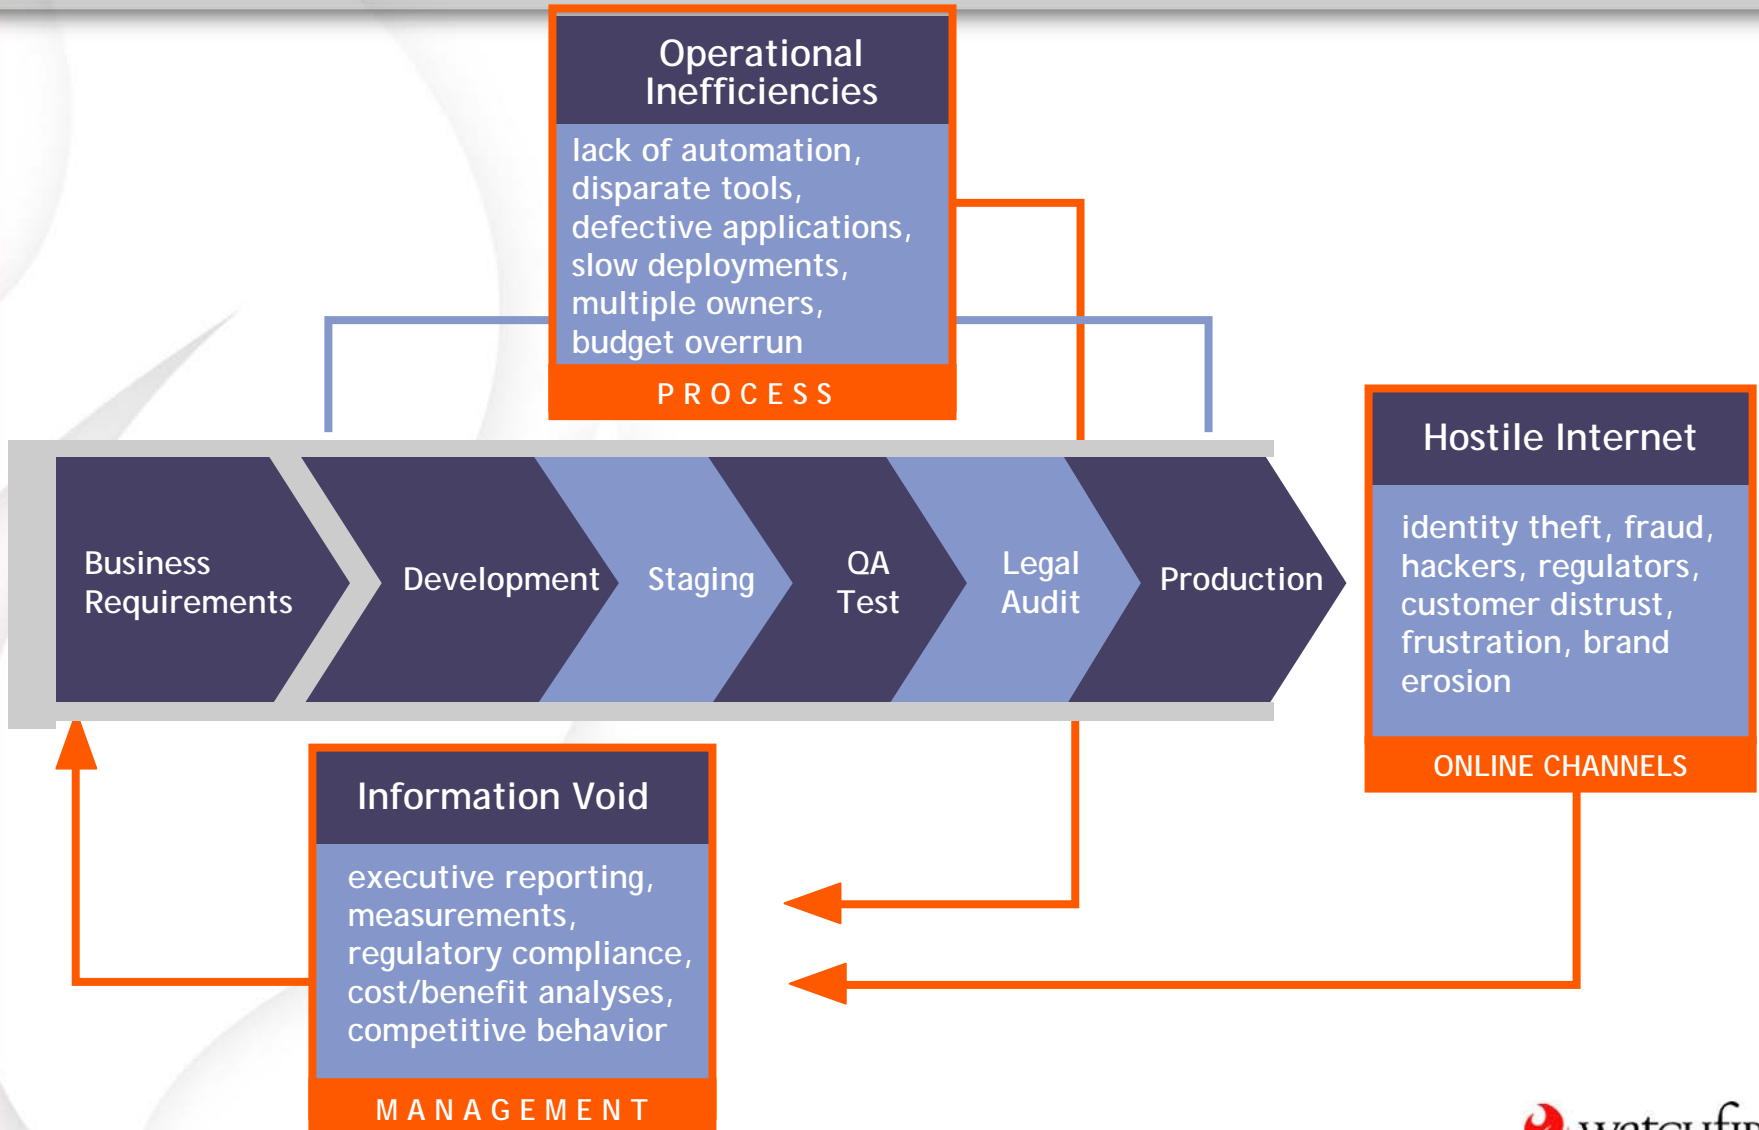 Operational
Inefficiencies
lack of automation,
disparate tools,
defective applications,
slow deployments,
multiple owners,
budget overrun
PROCESS
Business
Requirements
Development
Staging
QA
Test
Legal
Audit
Production
Hostile Internet
identity theft, fraud,
hackers, regulators,
customer distrust,
frustration, brand
erosion
ONLINE CHANNELS
Information Void
executive reporting,
measurements,
regulatory compliance,
cost/benefit analyses,
competitive behavior
MANAGEMENT